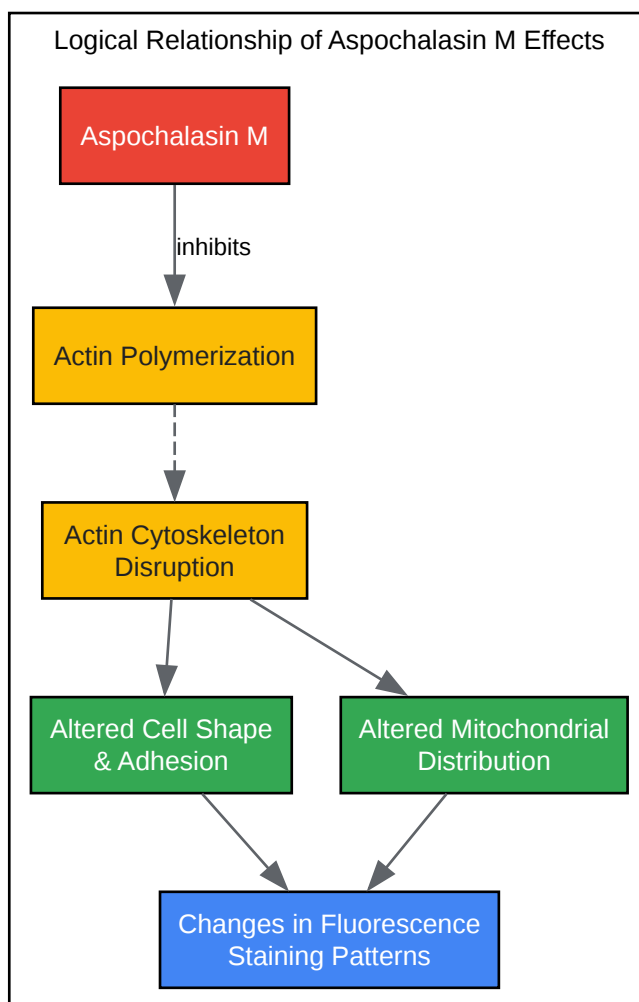 Logical Relationship of Aspochalasin M Effects
Aspochalasin M
inhibits
Actin Polymerization
Actin Cytoskeleton
Disruption
Altered Cell Shape
& Adhesion
Altered Mitochondrial
Distribution
Changes in Fluorescence
Staining Patterns